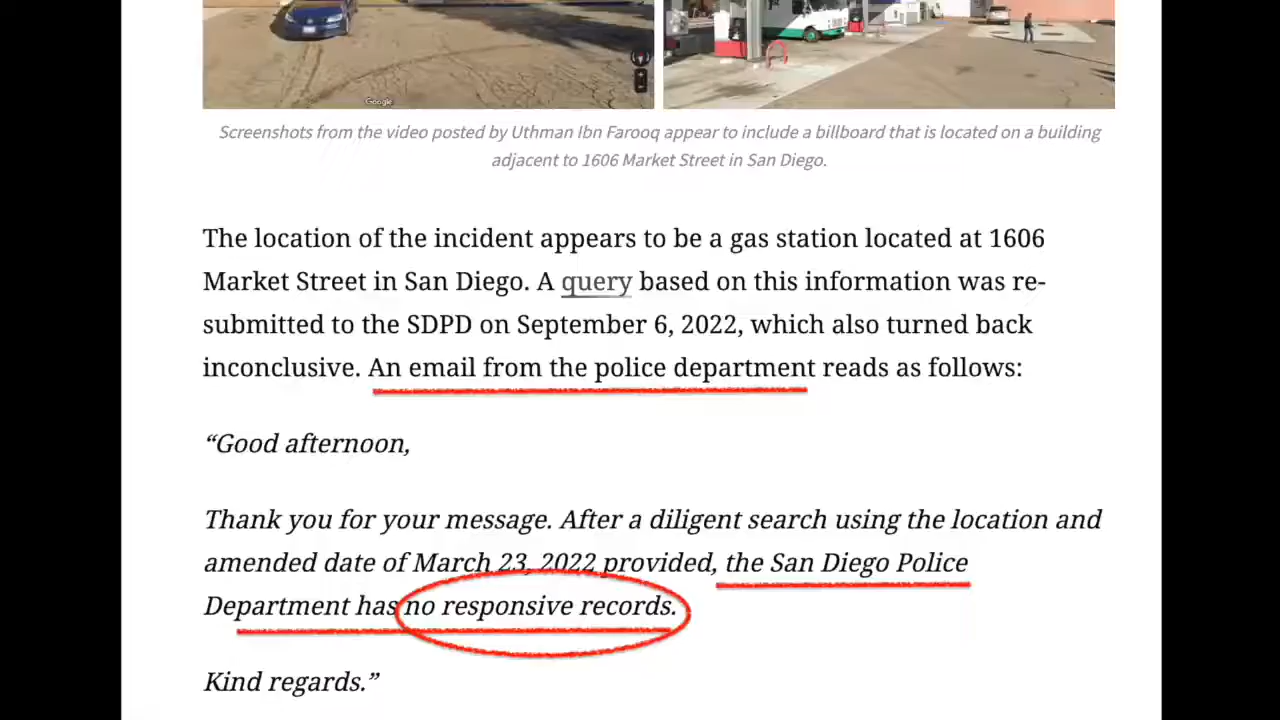 Google
Screenshots from the video posted by Uthman Ibn Farooq appear to include a billboard that is located on a building
adjacent to 1606 Market Street in San Diego.
The location of the incident appears to be a gas station located at 1606
Market Street in San Diego. A query based on this information was re-
submitted to the SDPD on September 6, 2022, which also turned back
inconclusive. An email from the police department reads as follows:
“Good afternoon,
Thank you for your message. After a diligent search using the location and
amended date of March 23, 2022 provided, the San Diego Police
Department has no responsive records.
Kind regards.”